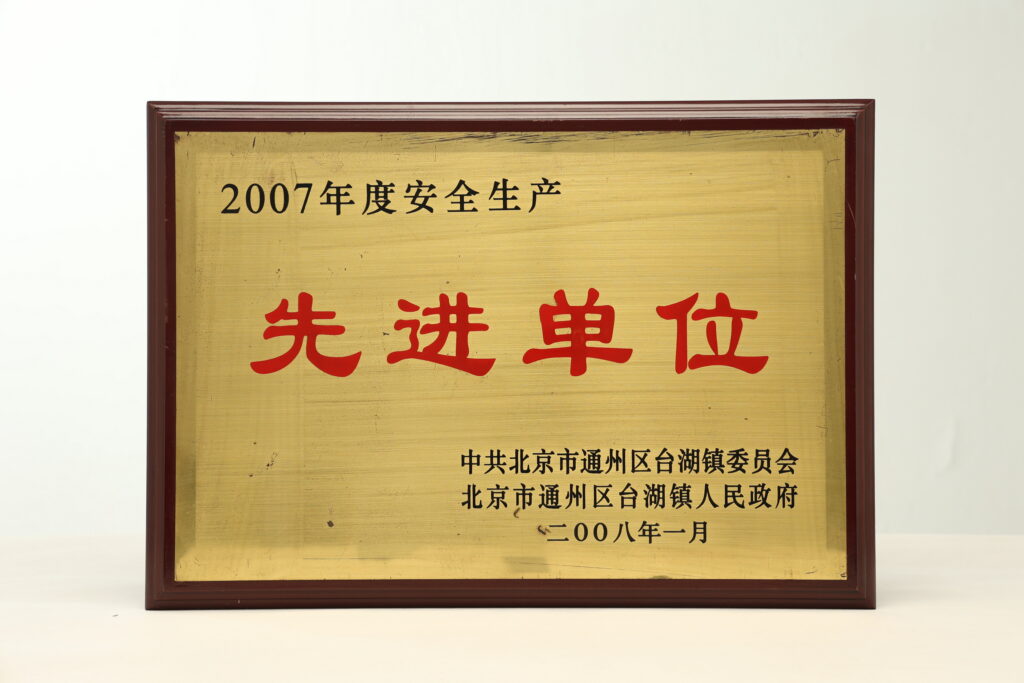 2007年度安全生产
先进单位
中共北京市通州区台湖镇委员会
北京市通州区台湖镇人民政府
二00八年一月